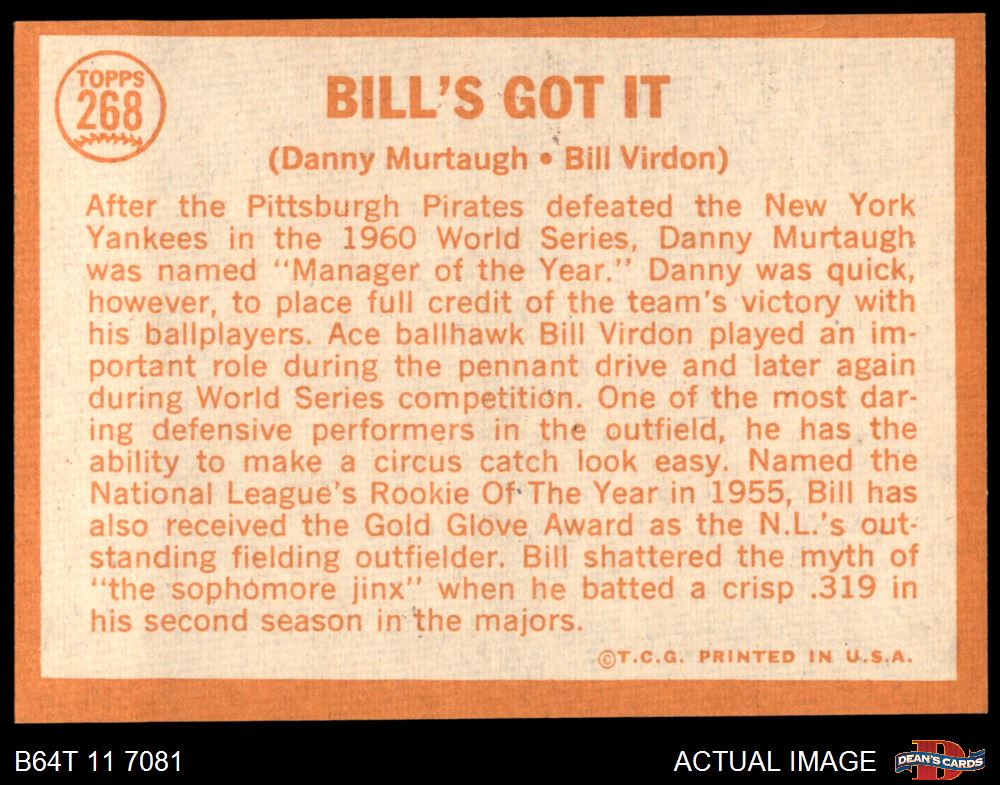 TOPPS
268
BILL'S GOT IT
(Danny Murtaugh • Bill Virdon)
After the Pittsburgh Pirates defeated the New York
Yankees in the 1960 World Series, Danny Murtaugh
was named "Manager of the Year." Danny was quick,
however, to place full credit of the team's victory with
his ballplayers. Ace ballhawk Bill Virdon played an im-
portant role during the pennant drive and later again
during World Series competition. One of the most dar-
ing defensive performers in the outfield, he has the
ability to make a circus catch look easy. Named the
National League's Rookie Of The Year in 1955, Bill has
also received the Gold Glove Award as the N.L.'s out-
standing fielding outfielder. Bill shattered the myth of
"the sophomore jinx" when he batted a crisp .319 in
his second season in the majors.
©T.C.G. PRINTED IN U.S.A.
B64T 11 7081
ACTUAL IMAGE
D
DEAN'S CARDS